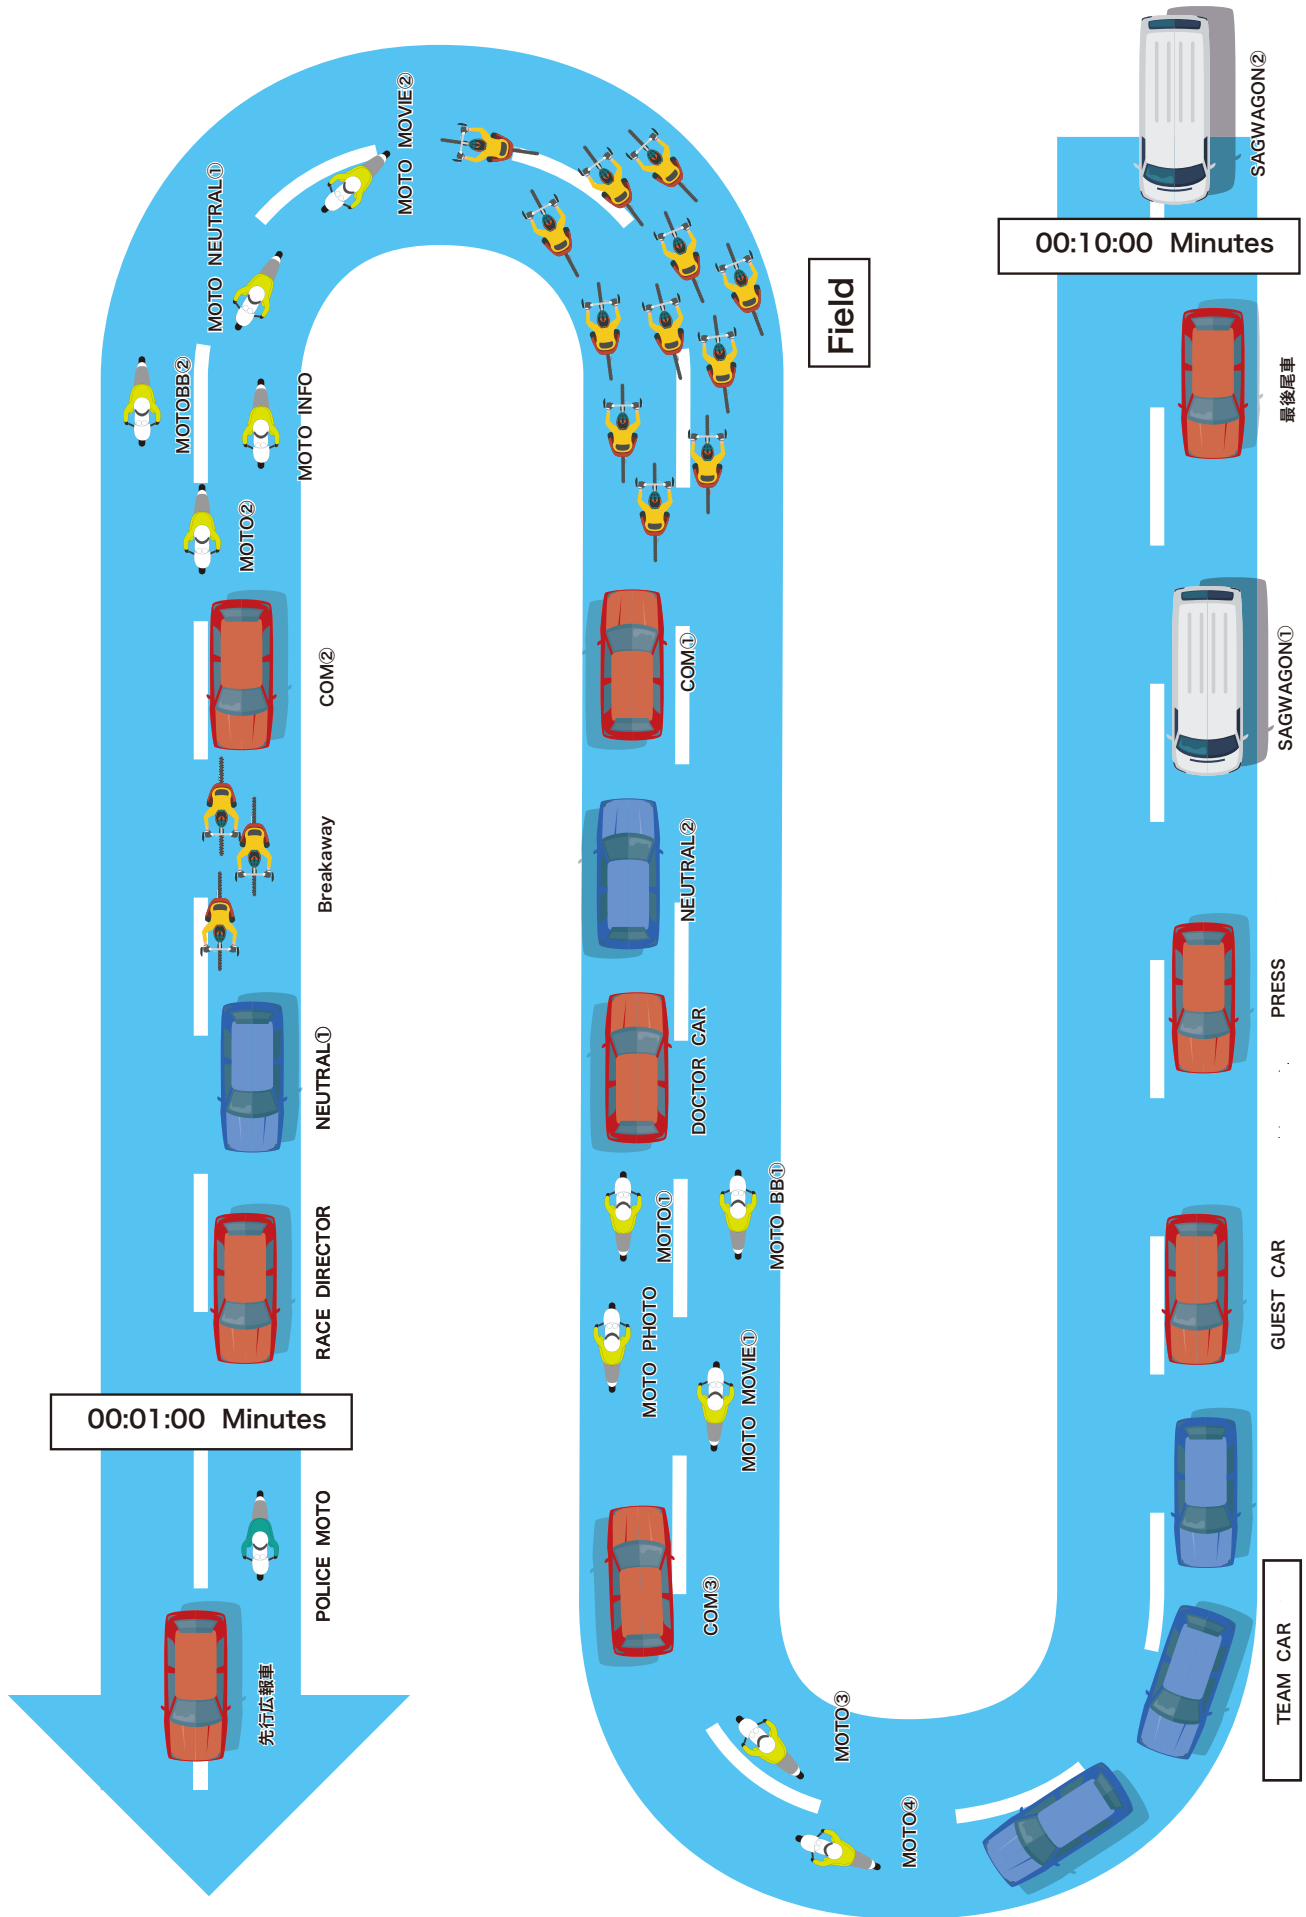 先行広報車
POLICE MOTO
00:01:00 Minutes
RACE DIRECTOR
NEUTRAL①
Breakaway
COM②
MOTO②
MOTO INFO
MOTOBB②
MOTO NEUTRAL①
MOTO MOVIE②
Field
COM①
NEUTRAL②
DOCTOR CAR
MOTO①
MOTO BB①
MOTO PHOTO
MOTO MOVIE①
COM③
MOTO③
MOTO④
TEAM CAR
GUEST CAR
PRESS
SAGWAGON①
最後尾車
00:10:00 Minutes
SAGWAGON②